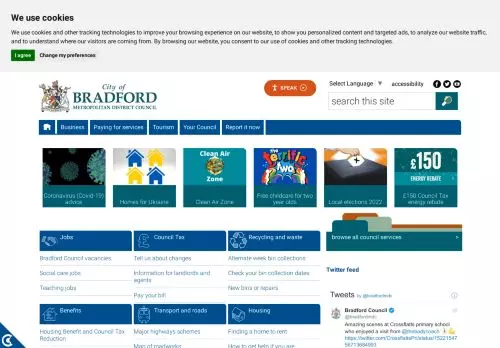 We use cookies
We use cookies and other tracking technologies to improve your browsing experience on our website, to show you personalized content and targeted ads, to analyze our website traffic,
and to understand where our visitors are coming from. By browsing our website, you consent to our use of cookies and other tracking technologies.
I agree
Change my preferences
City of
BRADFORD
METROPOLITAN DISTRICT COUNCIL
SPEAK
Select Language
accessibility
search this site
Business
Paying for services
Tourism
Your Council
Report it now
Coronavirus (Covid-19) advice
Homes for Ukraine
Clean Air Zone
Clean Air Zone
the Terrific two's
Free childcare for two year olds
Local elections 2022
£150
ENERGY REBATE
£150 Council Tax energy rebate
Jobs
Bradford Council vacancies
Social care jobs
Teaching jobs
Council Tax
Tell us about changes
Information for landlords and agents
Pay your bill
Recycling and waste
Alternate week bin collections
Check your bin collection dates
New bins or repairs
browse all council services
Twitter feed
Tweets by @bradfordmdc
Bradford Council
@bradfordmdc
Amazing scenes at Crossflatts primary
school who enjoyed a visit from
Benefits
Housing Benefit and Council Tax Reduction
Transport and roads
Major highways schemes
Map of roadworks
Housing
Finding a home to rent
How to get help if you are